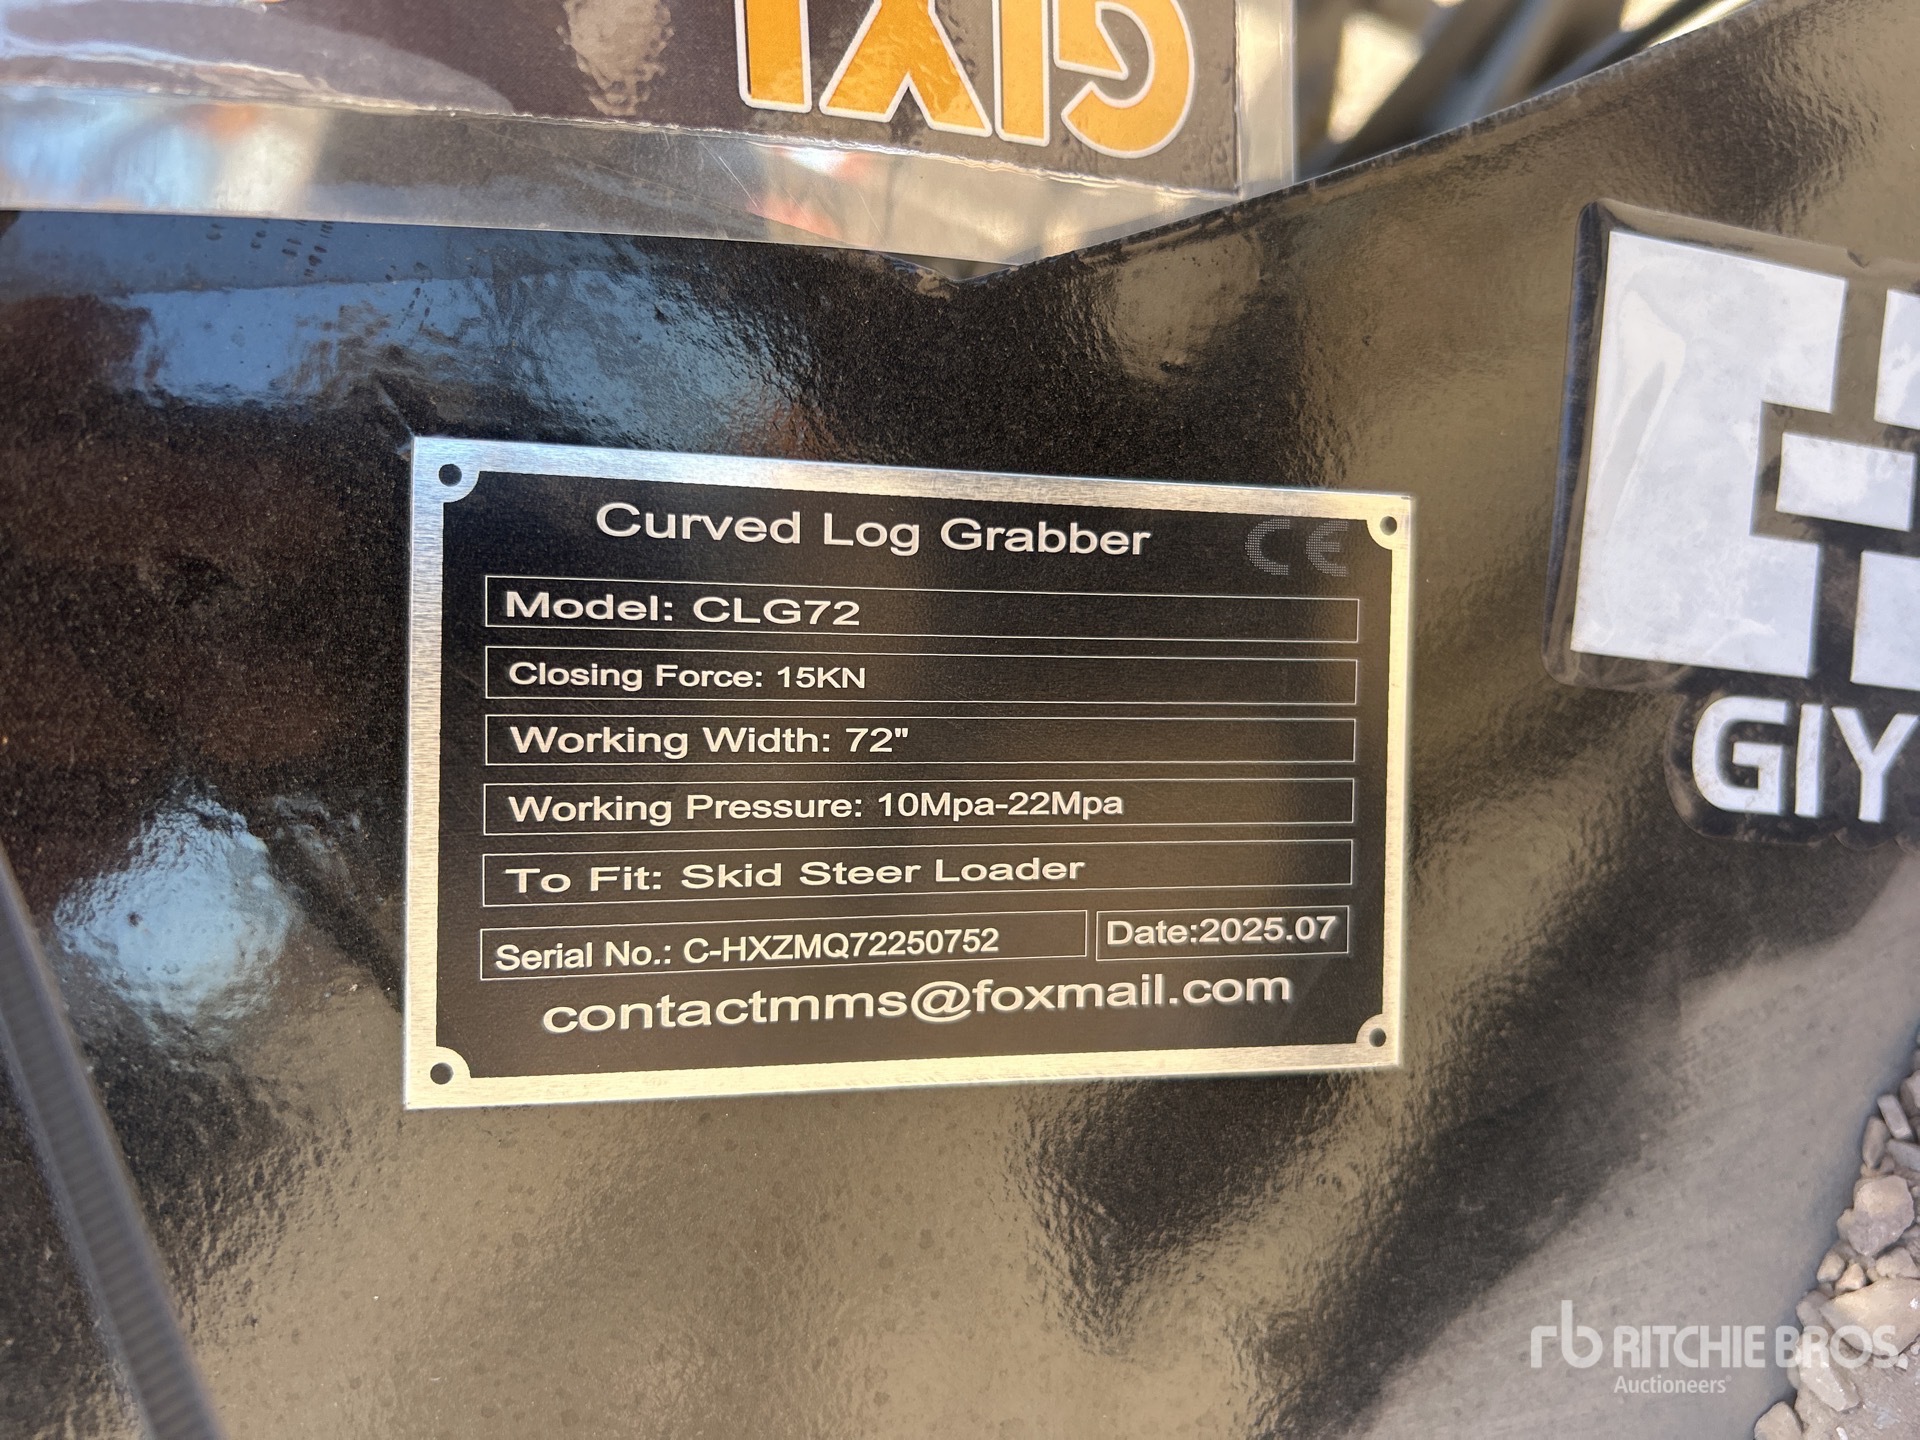 GIYI
Curved Log Grabber CE
Model: CLG72
Closing Force: 15KN
Working Width: 72"
Working Pressure: 10Mpa-22Mpa
To Fit: Skid Steer Loader
Serial No.: C-HXZMQ72250752 Date:2025.07
contactmms@foxmail.com
GIY
rb RITCHIE BROS.
Auctioneers